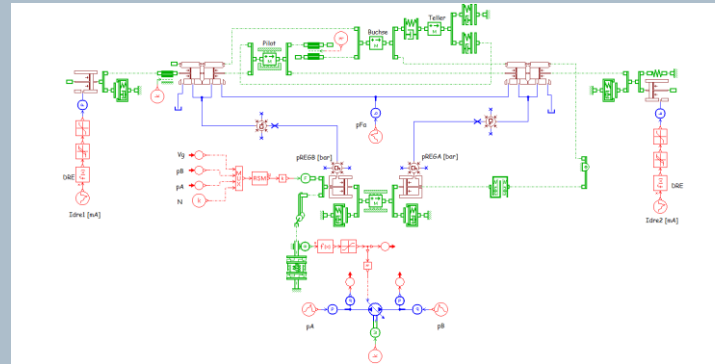 Teller
Buchse
Pilot
M
M
M
pFo
pREGB [bar]
pREGA [bar]
Vg
pB
pA
N
RSM
DRE
DRE
Idre1 [mA]
Idre2 [mA]
M
f(x)
pA
pB